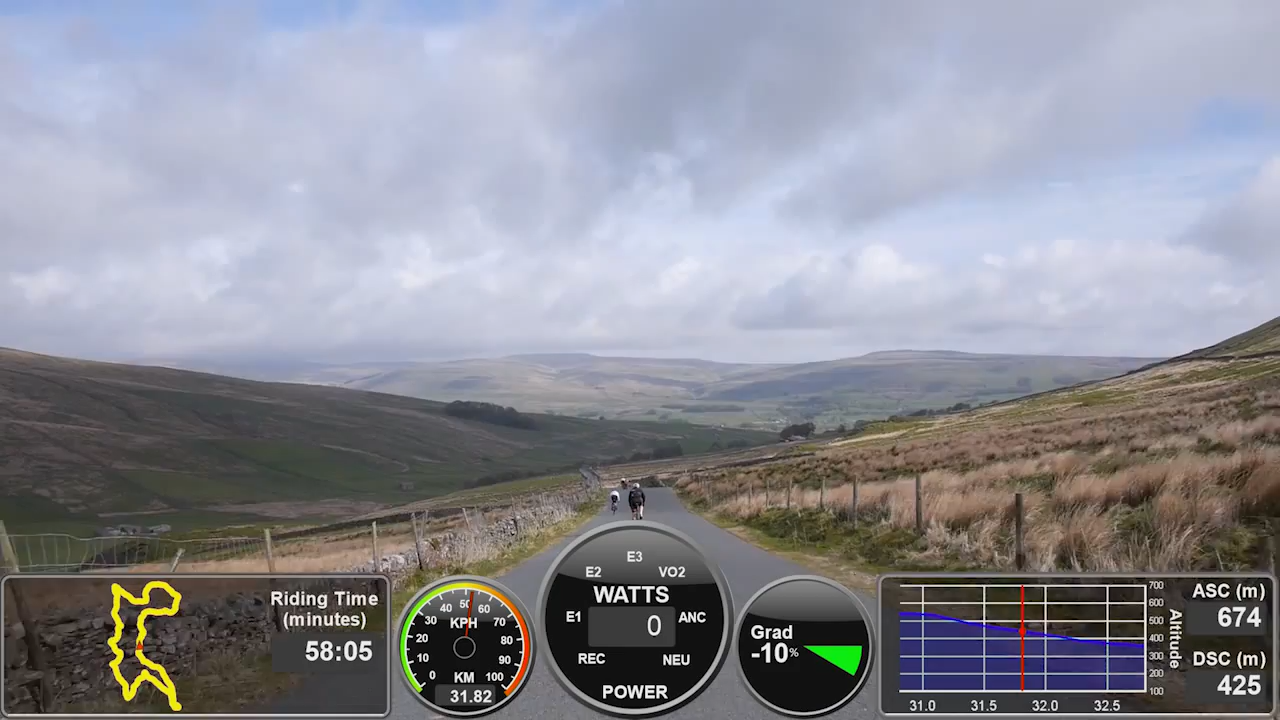 Riding Time
(minutes)
58:05
0
10
20
30
40
50
60
70
80
90
100
KPH
KM
31.82
E1
E2
E3
VO2
ANC
REC
NEU
WATTS
0
POWER
Grad
-10%
700
600
500
400
300
200
100
Altitude
31.0 31.5 32.0 32.5
ASC (m)
674
DSC (m)
425